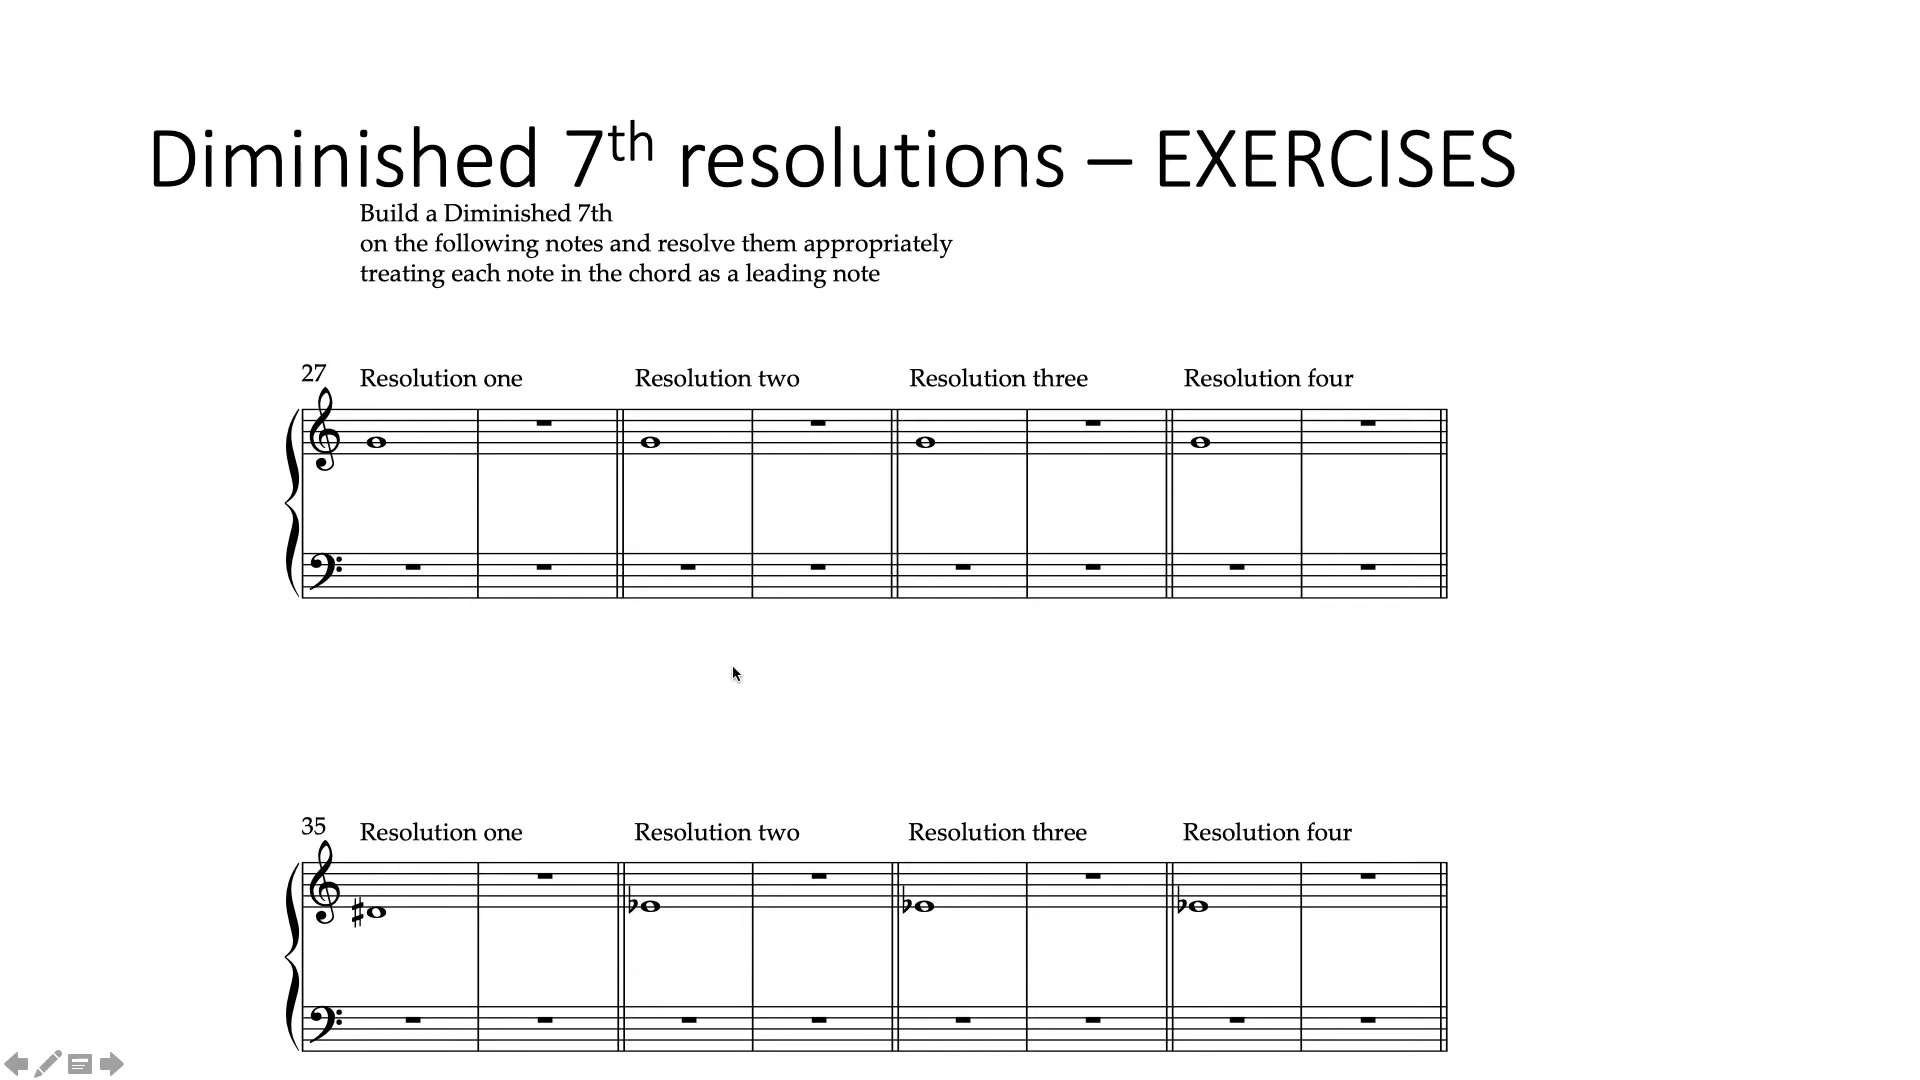 Diminished 7th resolutions – EXERCISES
Build a Diminished 7th
on the following notes and resolve them appropriately
treating each note in the chord as a leading note
27 Resolution one Resolution two Resolution three Resolution four
35 Resolution one Resolution two Resolution three Resolution four